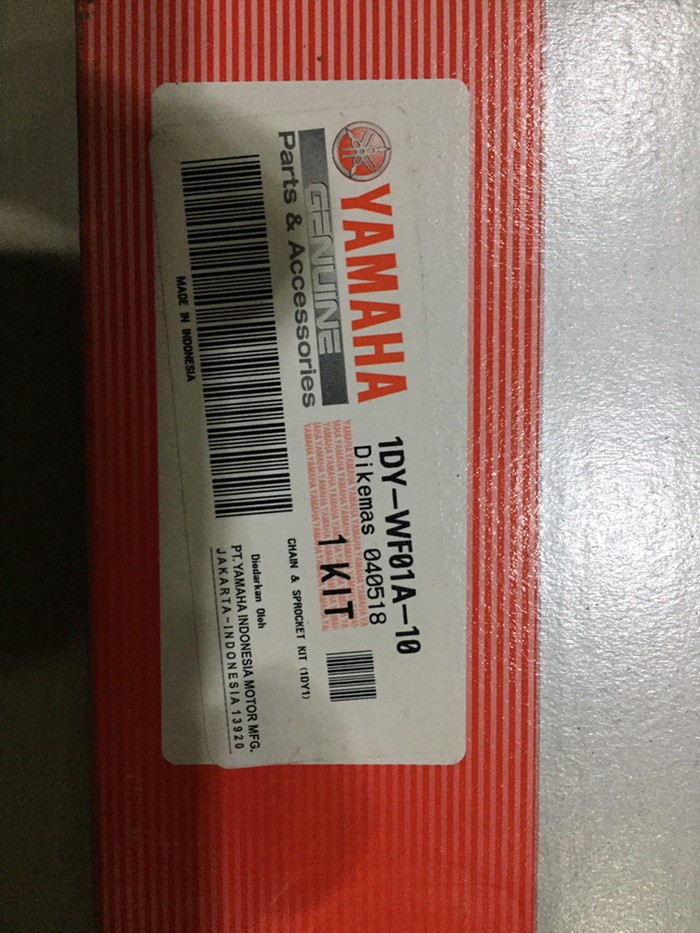 YAMAHA
GENUINE
Parts & Accessories
MADE IN INDONESIA
1DY-WF01A-10
Dikemas 040518
1 KIT
CHAIN & SPROCKET KIT (1DY1)
Diedarkan Oleh
PT. YAMAHA INDONESIA MOTOR MFG.
JAKARTA-INDONESIA 13920